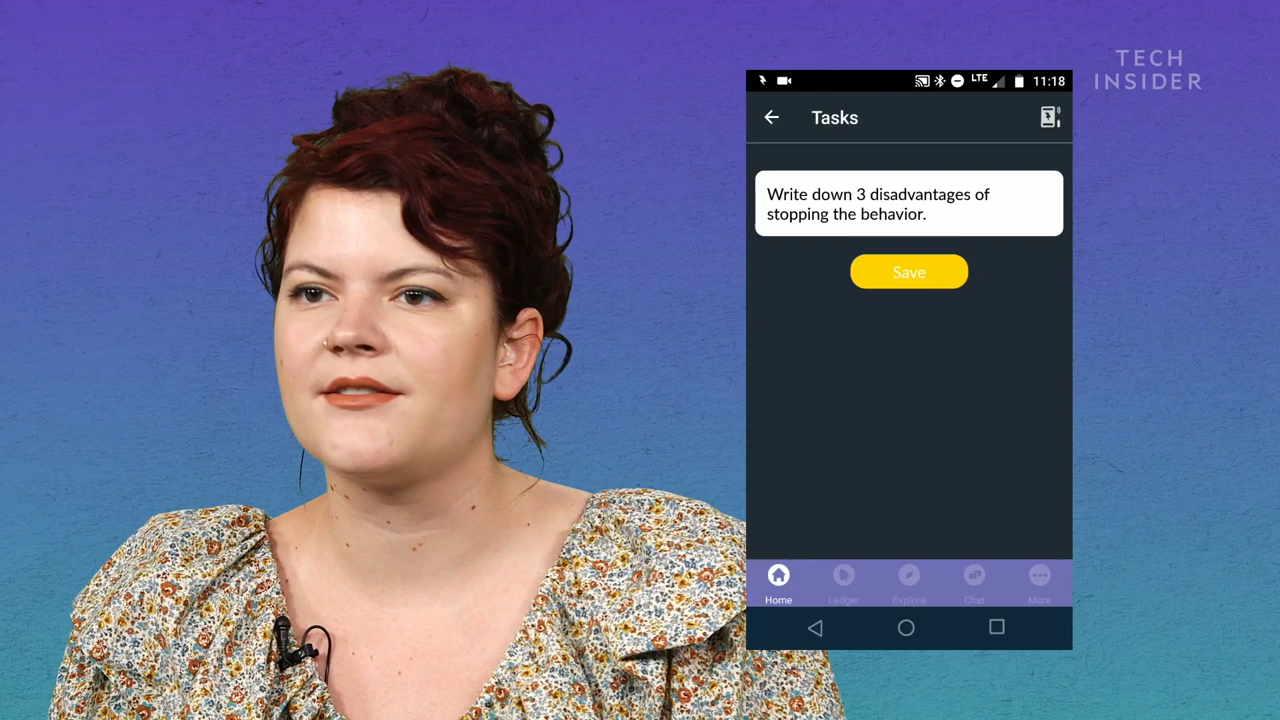 TECH
INSIDER
LTE
11:18
Tasks
Write down 3 disadvantages of
stopping the behavior.
Save
Home
Ledger
Explore
Chat
More